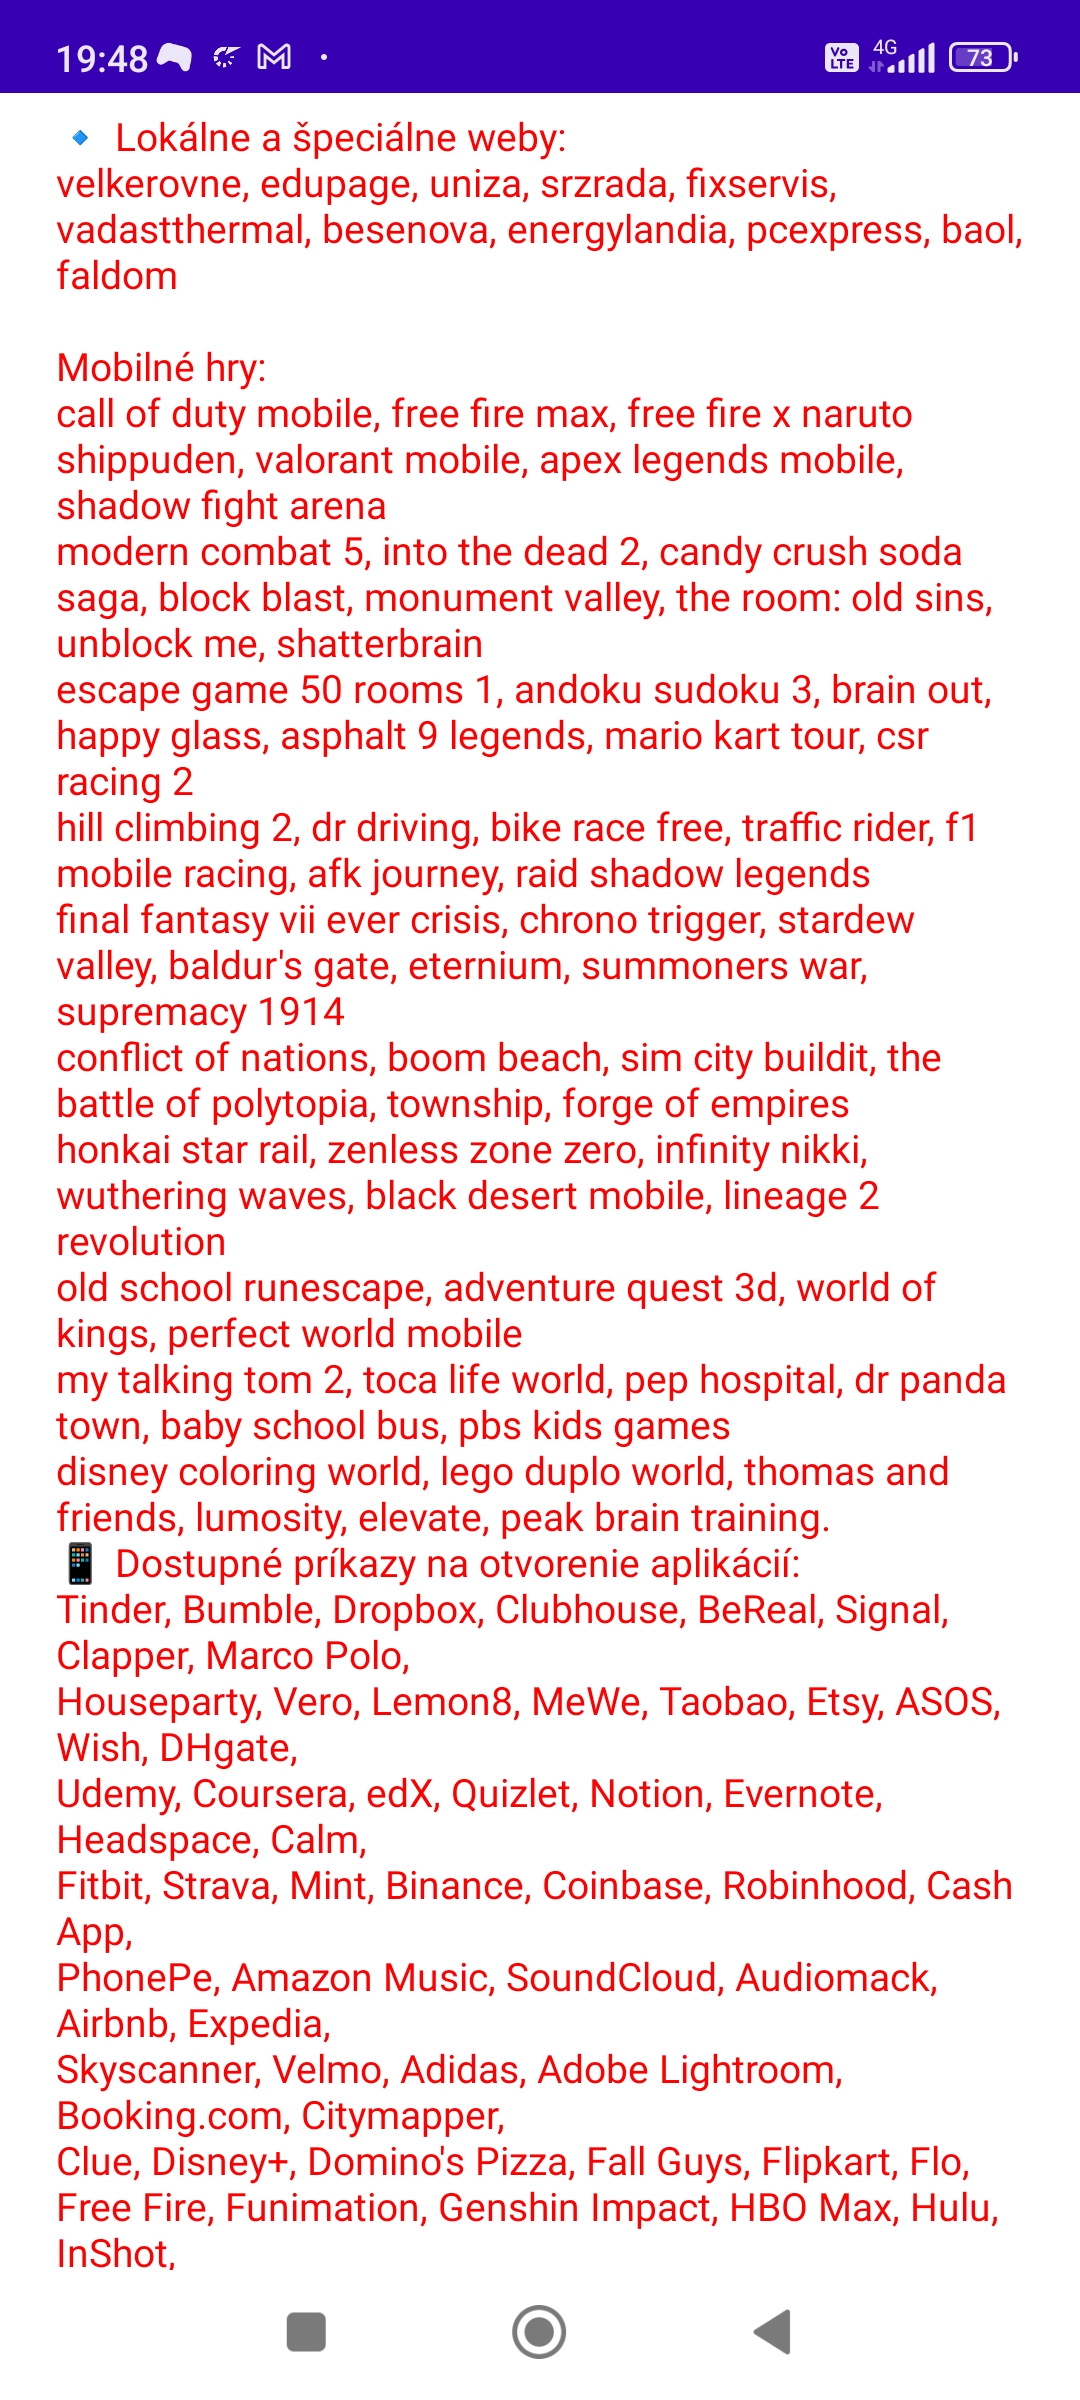 19:48
Vo LTE 4G 73
Lokálne a špeciálne weby:
velkerovne, edupage, uniza, srzrada, fixservis,
vadastthermal, besenova, energylandia, pcexpress, baol,
faldom
Mobilné hry:
call of duty mobile, free fire max, free fire x naruto
shippuden, valorant mobile, apex legends mobile,
shadow fight arena
modern combat 5, into the dead 2, candy crush soda
saga, block blast, monument valley, the room: old sins,
unblock me, shatterbrain
escape game 50 rooms 1, andoku sudoku 3, brain out,
happy glass, asphalt 9 legends, mario kart tour, csr
racing 2
hill climbing 2, dr driving, bike race free, traffic rider, f1
mobile racing, afk journey, raid shadow legends
final fantasy vii ever crisis, chrono trigger, stardew
valley, baldur's gate, eternium, summoners war,
supremacy 1914
conflict of nations, boom beach, sim city buildit, the
battle of polytopia, township, forge of empires
honkai star rail, zenless zone zero, infinity nikki,
wuthering waves, black desert mobile, lineage 2
revolution
old school runescape, adventure quest 3d, world of
kings, perfect world mobile
my talking tom 2, toca life world, pep hospital, dr panda
town, baby school bus, pbs kids games
disney coloring world, lego duplo world, thomas and
friends, lumosity, elevate, peak brain training.
Dostupné príkazy na otvorenie aplikácií:
Tinder, Bumble, Dropbox, Clubhouse, BeReal, Signal,
Clapper, Marco Polo,
Houseparty, Vero, Lemon8, MeWe, Taobao, Etsy, ASOS,
Wish, DHgate,
Udemy, Coursera, edX, Quizlet, Notion, Evernote,
Headspace, Calm,
Fitbit, Strava, Mint, Binance, Coinbase, Robinhood, Cash
App,
PhonePe, Amazon Music, SoundCloud, Audiomack,
Airbnb, Expedia,
Skyscanner, Velmo, Adidas, Adobe Lightroom,
Booking.com, Citymapper,
Clue, Disney+, Domino's Pizza, Fall Guys, Flipkart, Flo,
Free Fire, Funimation, Genshin Impact, HBO Max, Hulu,
InShot,